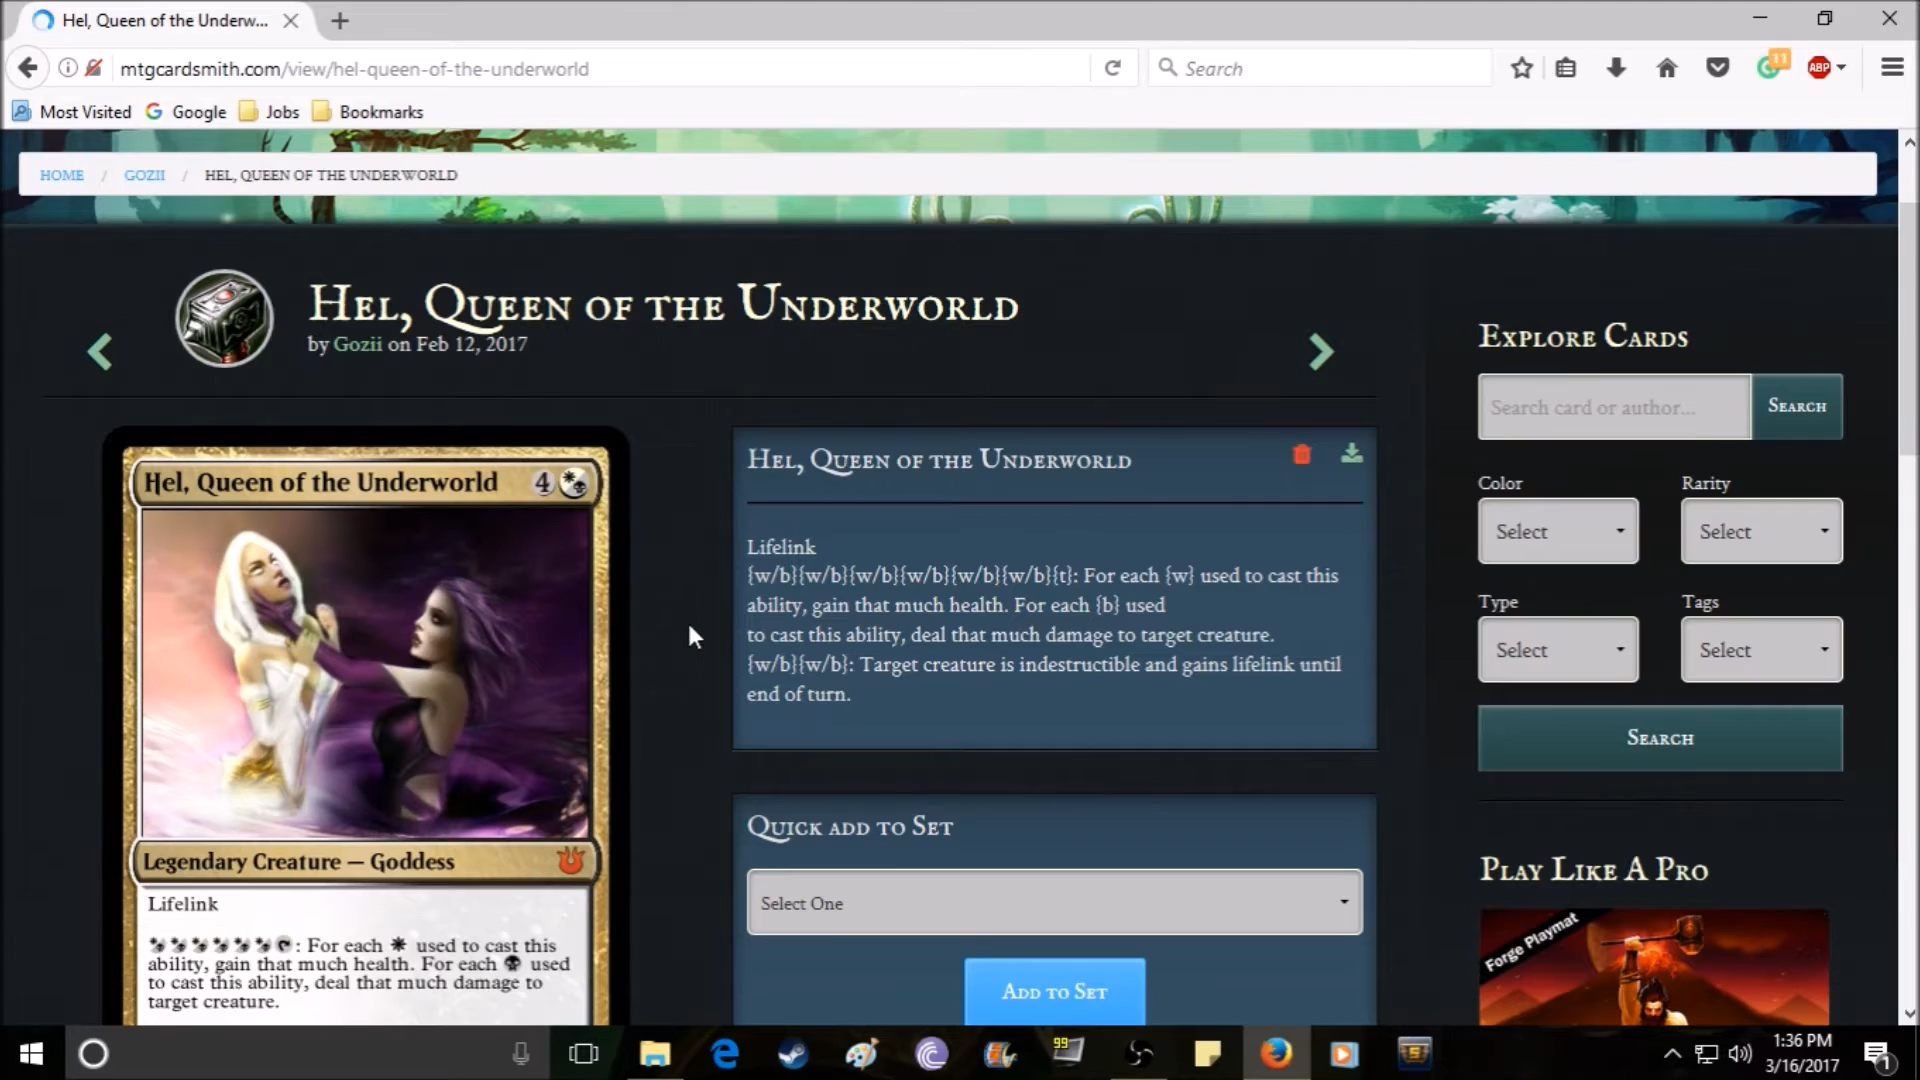 Hel, Queen of the Underw...
mtgcardsmith.com/view/hel-queen-of-the-underworld
Search
11
ABP
Most Visited
Google
Jobs
Bookmarks
HOME / GOZII / HEL, QUEEN OF THE UNDERWORLD
Hel, Queen of the Underworld
by Gozii on Feb 12, 2017
Hel, Queen of the Underworld 4
Legendary Creature — Goddess
Lifelink
: For each used to cast this
ability, gain that much health. For each used
to cast this ability, deal that much damage to
target creature.
Hel, Queen of the Underworld
Lifelink
{w/b}{w/b}{w/b}{w/b}{w/b}{w/b}{t}: For each {w} used to cast this
ability, gain that much health. For each {b} used
to cast this ability, deal that much damage to target creature.
{w/b}{w/b}: Target creature is indestructible and gains lifelink until
end of turn.
Quick add to Set
Select One
Add to Set
Explore Cards
Search card or author...
Search
Color
Rarity
Select
Select
Type
Tags
Select
Select
Search
Play Like A Pro
Forge Playmat
99
1:36 PM
3/16/2017
1